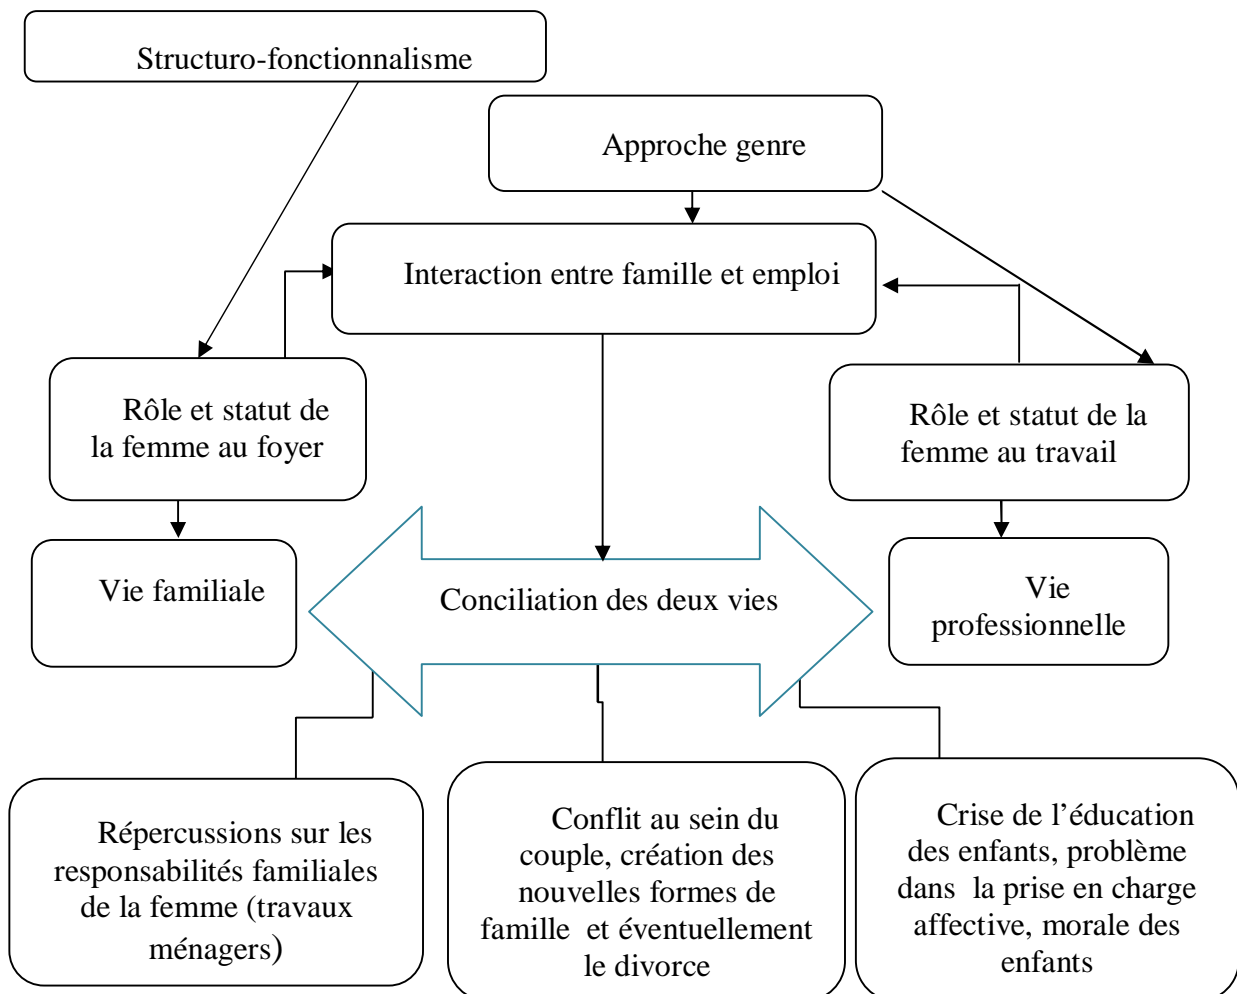 Structuro-fonctionnalisme
Approche genre
Interaction entre famille et emploi
Rôle et statut de
la femme au foyer
Rôle et statut de la
femme au travail
Vie familiale
Conciliation des deux vies
Vie
professionnelle
Répercussions sur les
responsabilités familiales
de la femme (travaux
ménagers)
Conflit au sein du
couple, création des
nouvelles formes de
famille et éventuellement
le divorce
Crise de l’éducation
des enfants, problème
dans la prise en charge
affective, morale des
enfants